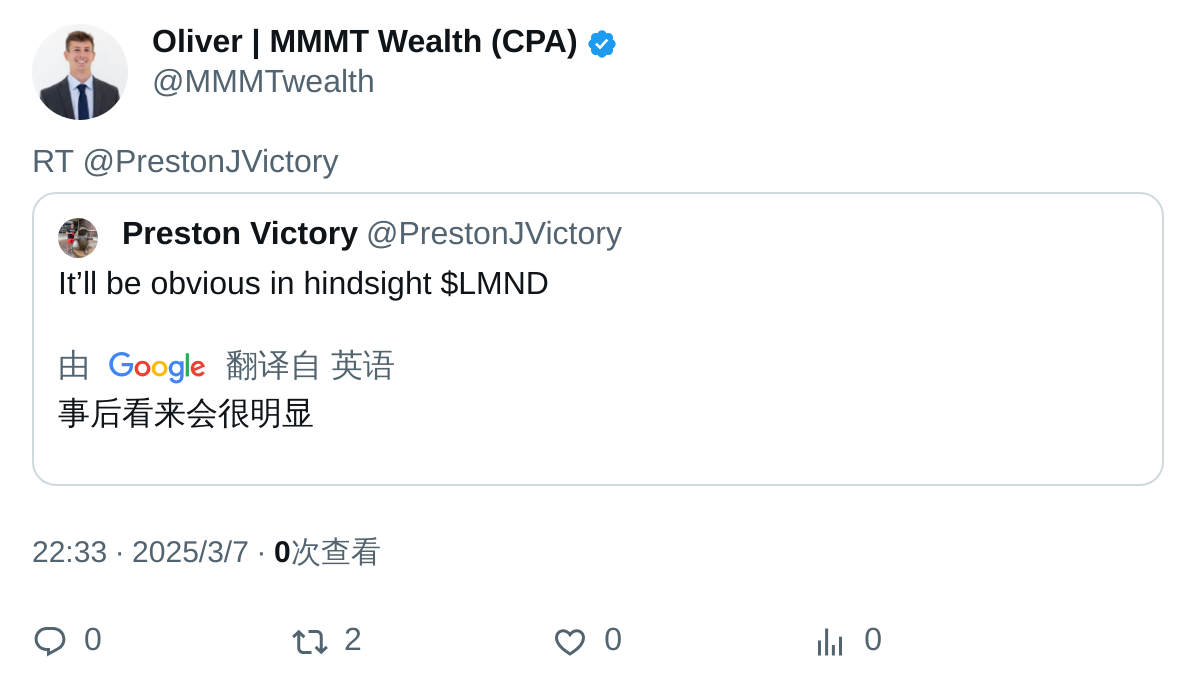 Oliver | MMMT Wealth (CPA)
@MMMTwealth
RT @PrestonJVictory
Preston Victory @PrestonJVictory
It’ll be obvious in hindsight $LMND
由 Google 翻译自 英语
事后看来会很明显
22:33 · 2025/3/7 · 0次查看
0 2 0 0